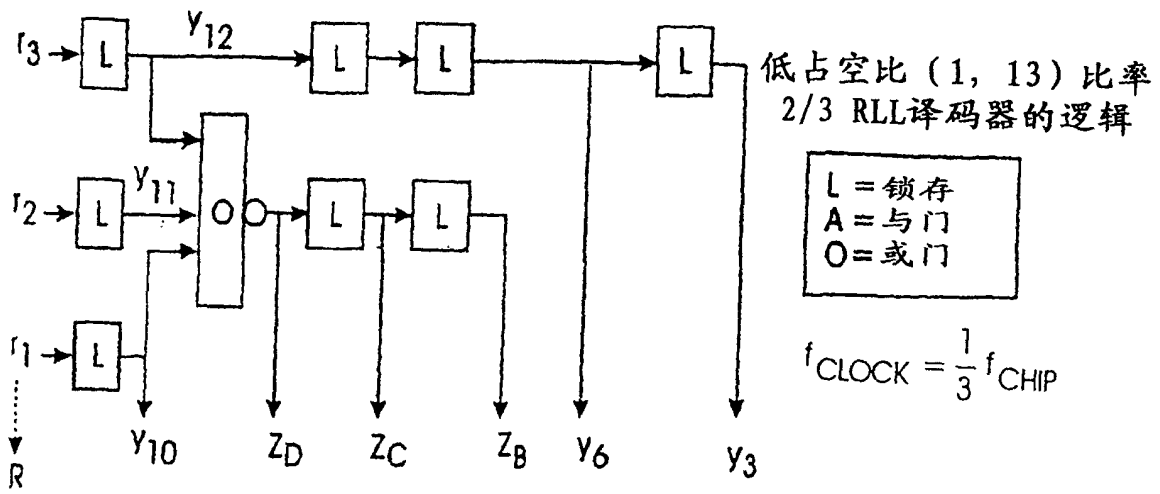 r3
L
y12
L
L
L
低占空比（1, 13）比率
2/3 RLL译码器的逻辑
y11
r2
L
O
L
L
L＝锁存
A＝与门
O＝或门
r1
L
fCLOCK = 1/3 fCHIP
R
y10
ZD
ZC
ZB
y6
y3